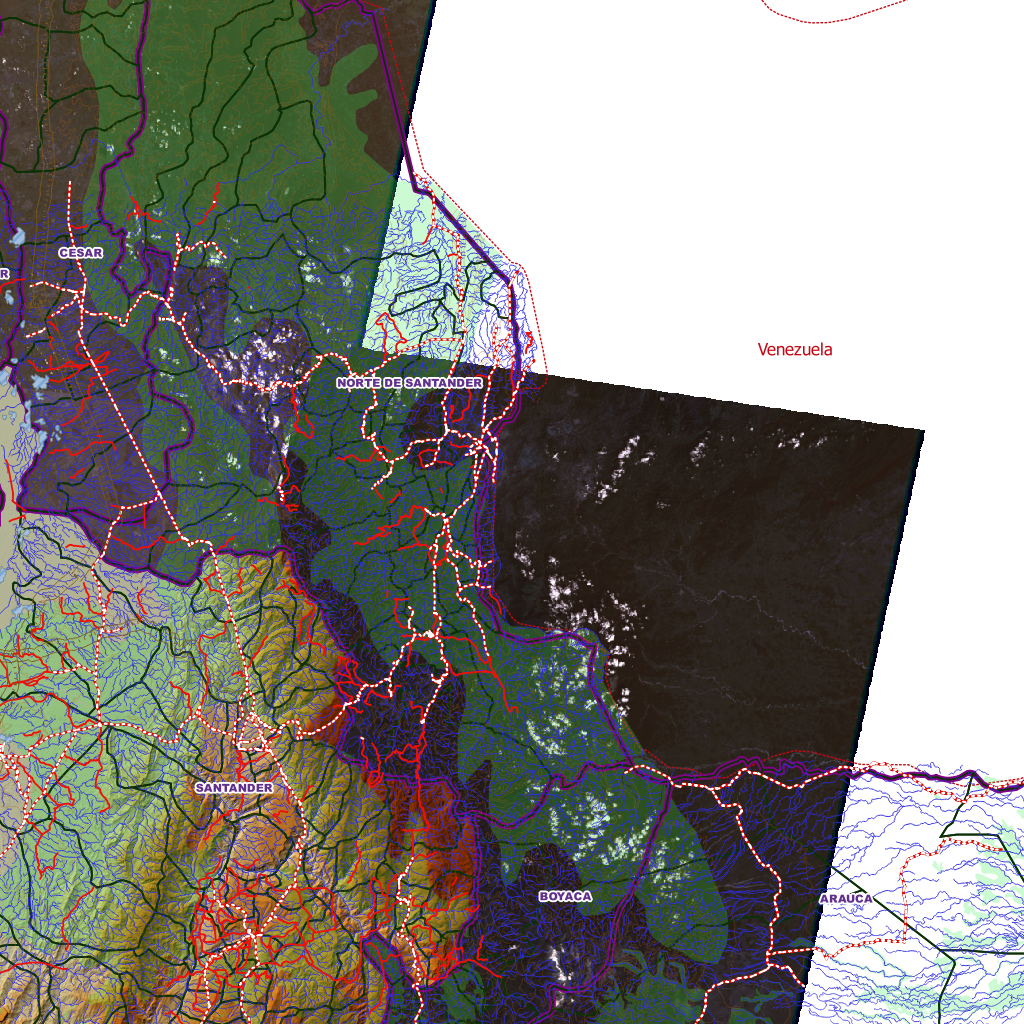 CESAR
R
Venezuela
NORTE DE SANTANDER
SANTANDER
BOYACA
ARAUCA